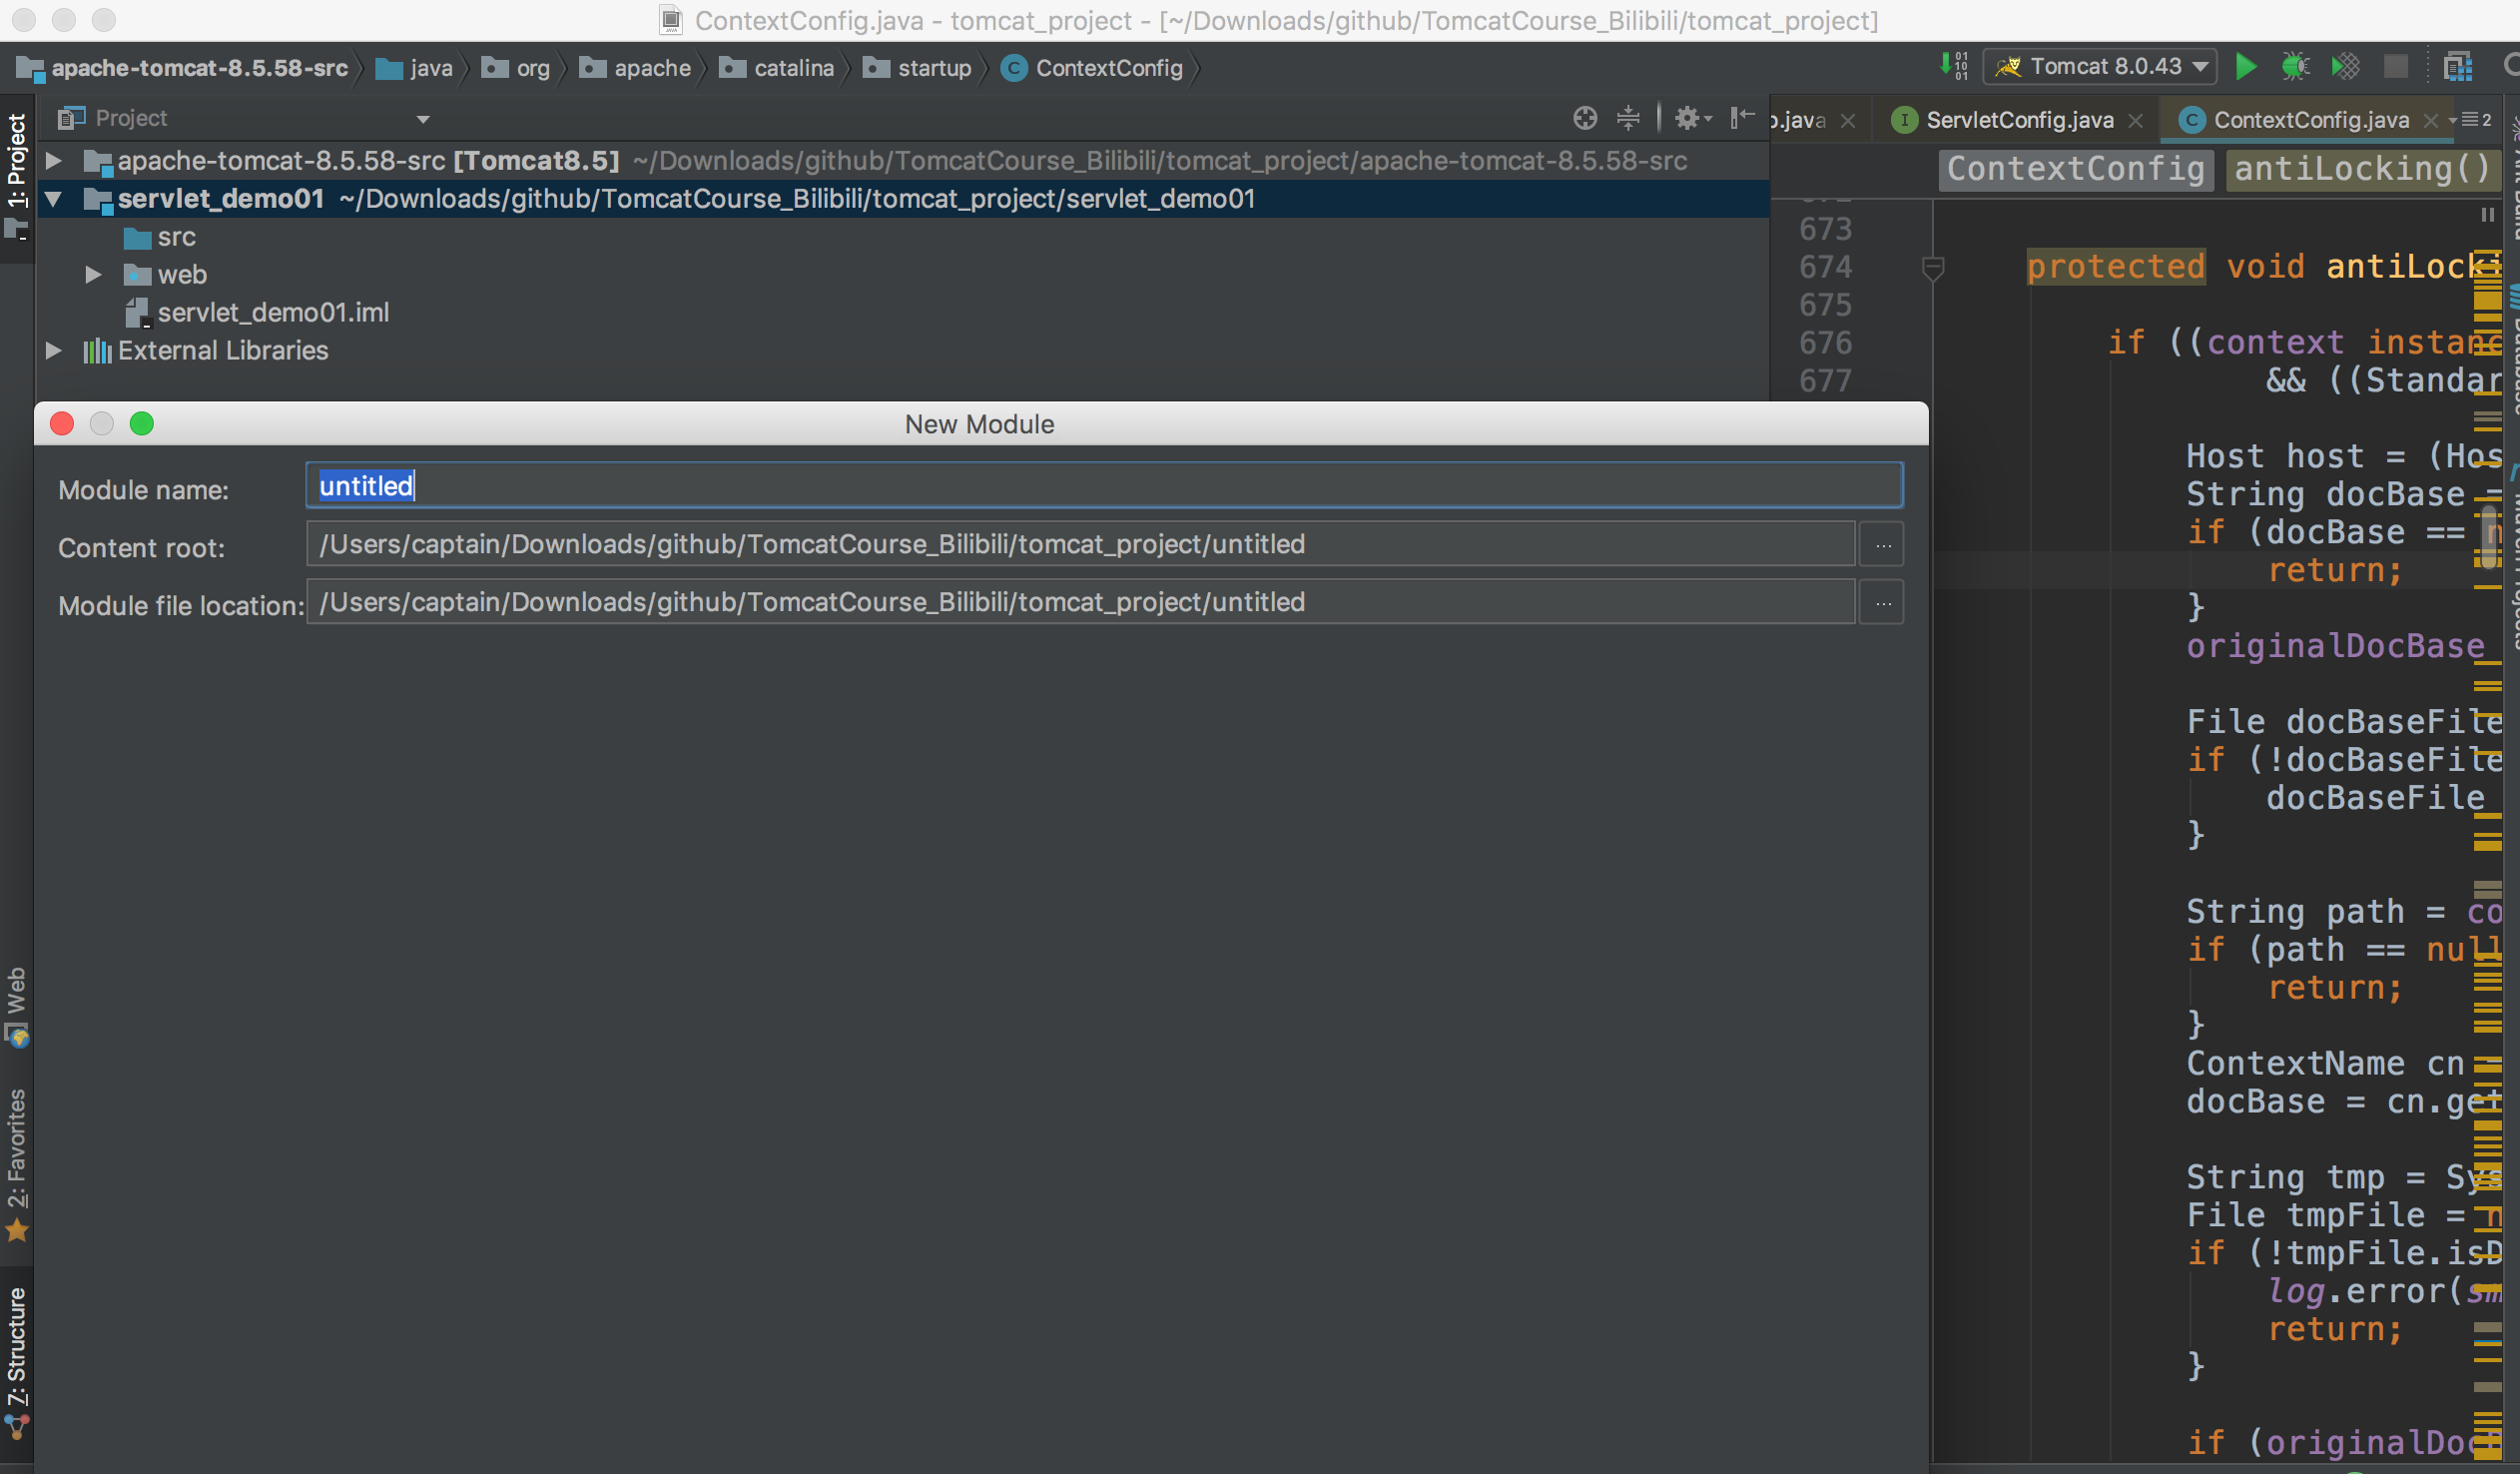 ContextConfig.java - tomcat_project - [~/Downloads/github/TomcatCourse_Bilibili/tomcat_project]
apache-tomcat-8.5.58-src java org apache catalina startup ContextConfig Tomcat 8.0.43
1: Project
Project
.java ServletConfig.java ContextConfig.java 2
apache-tomcat-8.5.58-src [Tomcat8.5] ~/Downloads/github/TomcatCourse_Bilibili/tomcat_project/apache-tomcat-8.5.58-src
ContextConfig antiLocking()
servlet_demo01 ~/Downloads/github/TomcatCourse_Bilibili/tomcat_project/servlet_demo01
src
web
servlet_demo01.iml
External Libraries
673
674 protected void antiLocki
675
676 if ((context instanc
677 && ((Standar
New Module
Module name: untitled
Content root: /Users/captain/Downloads/github/TomcatCourse_Bilibili/tomcat_project/untitled ...
Module file location: /Users/captain/Downloads/github/TomcatCourse_Bilibili/tomcat_project/untitled ...
Host host = (Hos
String docBase =
if (docBase == n
return;
}
originalDocBase
File docBaseFile
if (!docBaseFile
docBaseFile
}
String path = co
if (path == null
return;
}
ContextName cn =
docBase = cn.get
String tmp = Sys
File tmpFile = n
if (!tmpFile.isD
log.error(sm
return;
}
if (originalDocB
Web
2: Favorites
7: Structure